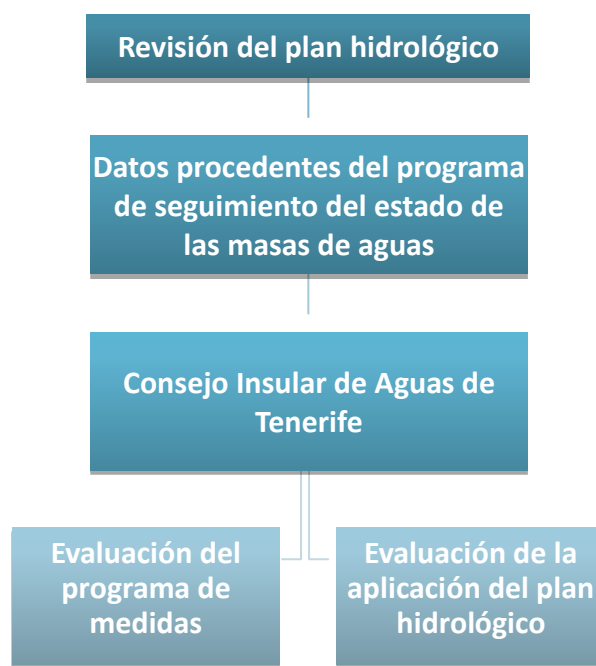 Revisión del plan hidrológico
Datos procedentes del programa
de seguimiento del estado de
las masas de aguas
Consejo Insular de Aguas de
Tenerife
Evaluación del
programa de
medidas
Evaluación de la
aplicación del plan
hidrológico